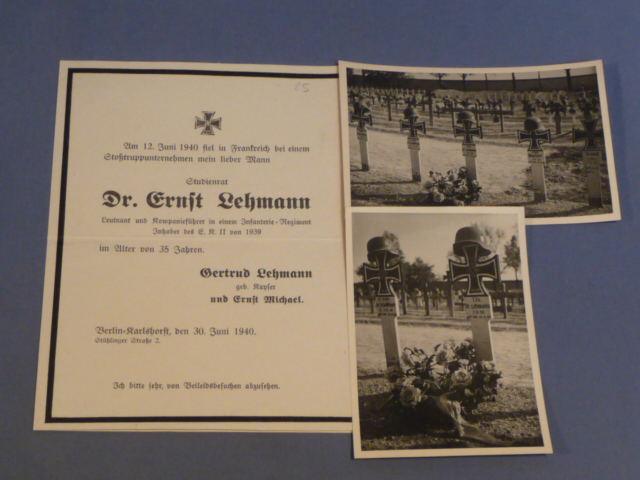 Am 12. Juni 1940 fiel in Frankreich bei einem
Stoßtruppunternehmen mein lieber Mann
Studienrat
Dr. Ernst Lehmann
Leutnant und Kompanieführer in einem Infanterie-Regiment
Inhaber des E. K. II von 1939
im Alter von 35 Jahren.
Gertrud Lehmann
geb. Kupfer
und Ernst Michael.
Berlin-Karlshorst, den 30. Juni 1940.
Stühlinger Straße 2.
Ich bitte sehr, von Beileidsbesuchen abzusehen.